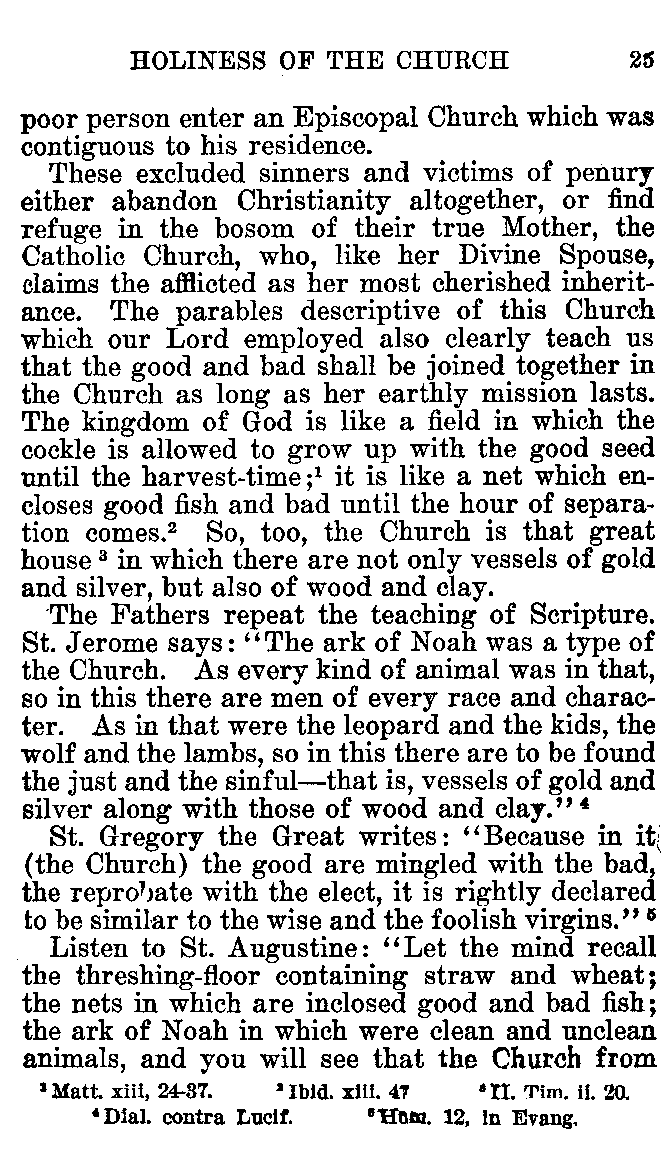 HOLINESS OF THE CHURCH 25
poor person enter an Episcopal Church which was
contiguous to his residence.
These excluded sinners and victims of penury
either abandon Christianity altogether, or find
refuge in the bosom of their true Mother, the
Catholic Church, who, like her Divine Spouse,
claims the afflicted as her most cherished inherit-
ance. The parables descriptive of this Church
which our Lord employed also clearly teach us
that the good and bad shall be joined together in
the Church as long as her earthly mission lasts.
The kingdom of God is like a field in which the
cockle is allowed to grow up with the good seed
until the harvest-time;¹ it is like a net which en-
closes good fish and bad until the hour of separa-
tion comes.² So, too, the Church is that great
house ³ in which there are not only vessels of gold
and silver, but also of wood and clay.
The Fathers repeat the teaching of Scripture.
St. Jerome says: "The ark of Noah was a type of
the Church. As every kind of animal was in that,
so in this there are men of every race and charac-
ter. As in that were the leopard and the kids, the
wolf and the lambs, so in this there are to be found
the just and the sinful—that is, vessels of gold and
silver along with those of wood and clay." ⁴
St. Gregory the Great writes: "Because in it
(the Church) the good are mingled with the bad,
the reprobate with the elect, it is rightly declared
to be similar to the wise and the foolish virgins." ⁵
Listen to St. Augustine: "Let the mind recall
the threshing-floor containing straw and wheat;
the nets in which are inclosed good and bad fish;
the ark of Noah in which were clean and unclean
animals, and you will see that the Church from
¹ Matt. xiii, 24-37. ² Ibid. xiii. 47 ³ II. Tim. ii. 20.
⁴ Dial. contra Lucif. ⁵ Hom. 12, in Evang.